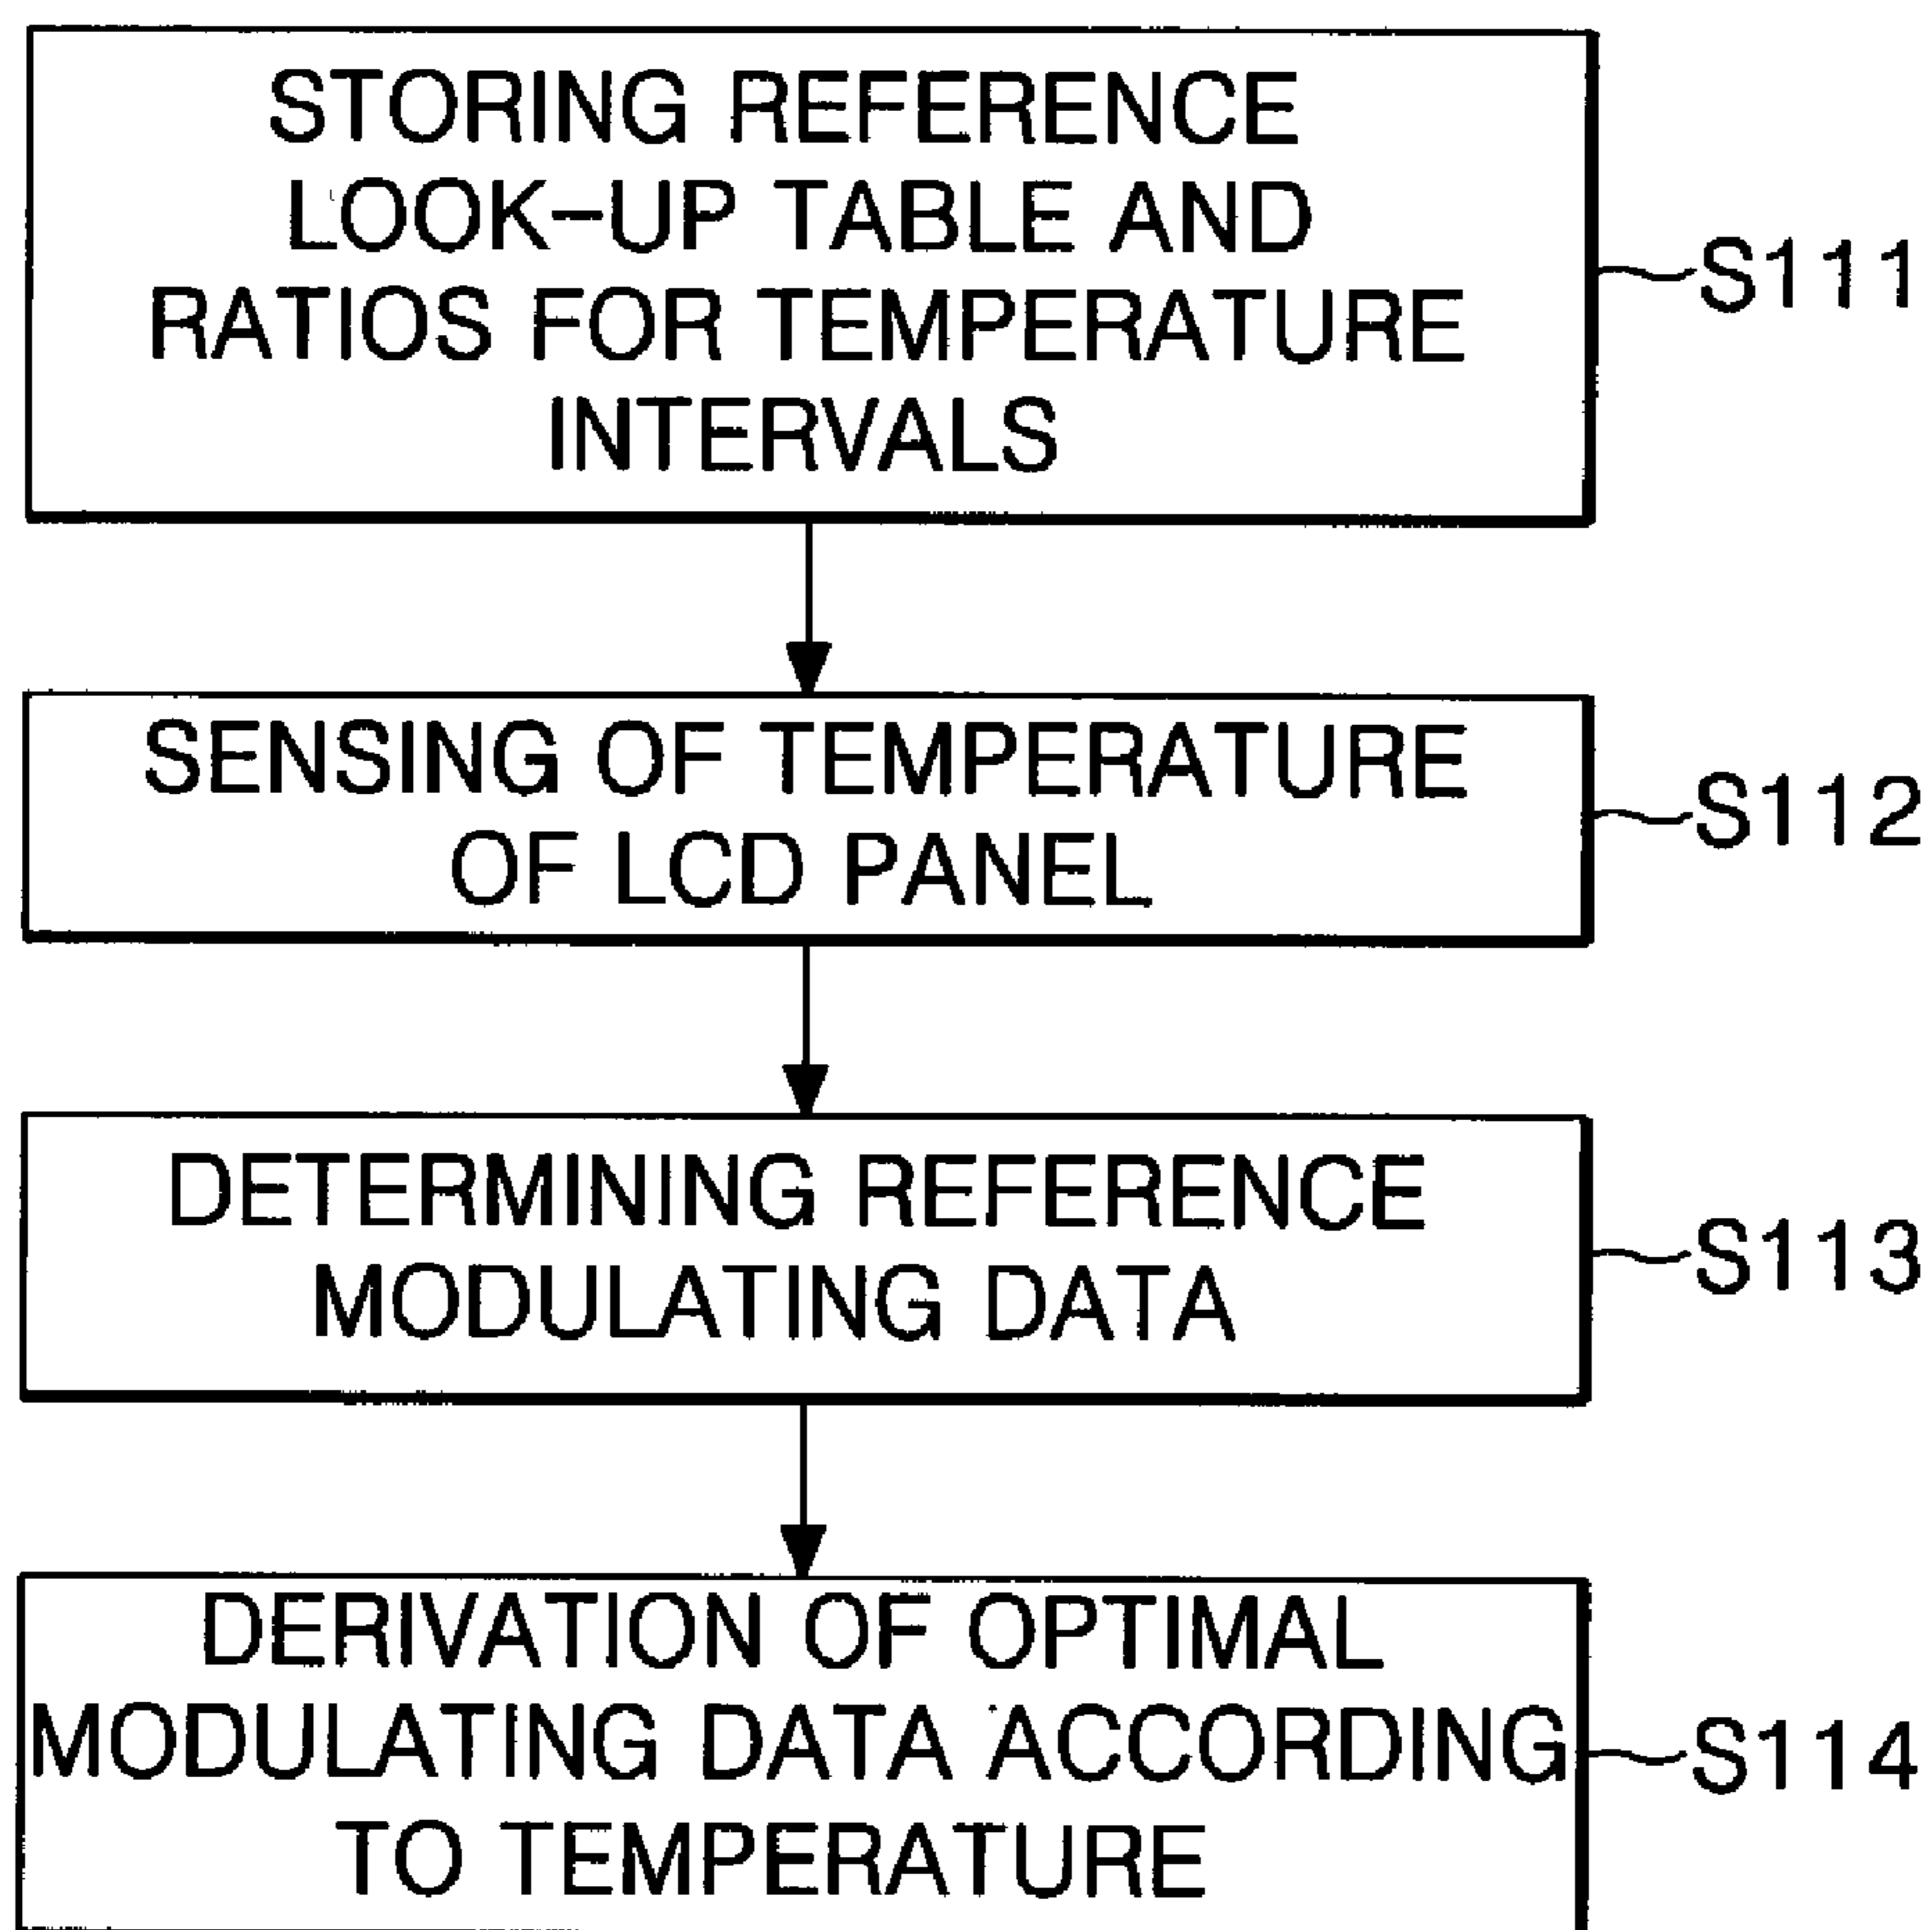 STORING REFERENCE
LOOK-UP TABLE AND
RATIOS FOR TEMPERATURE
INTERVALS
S111
SENSING OF TEMPERATURE
OF LCD PANEL
S112
DETERMINING REFERENCE
MODULATING DATA
S113
DERIVATION OF OPTIMAL
MODULATING DATA ACCORDING
TO TEMPERATURE
S114